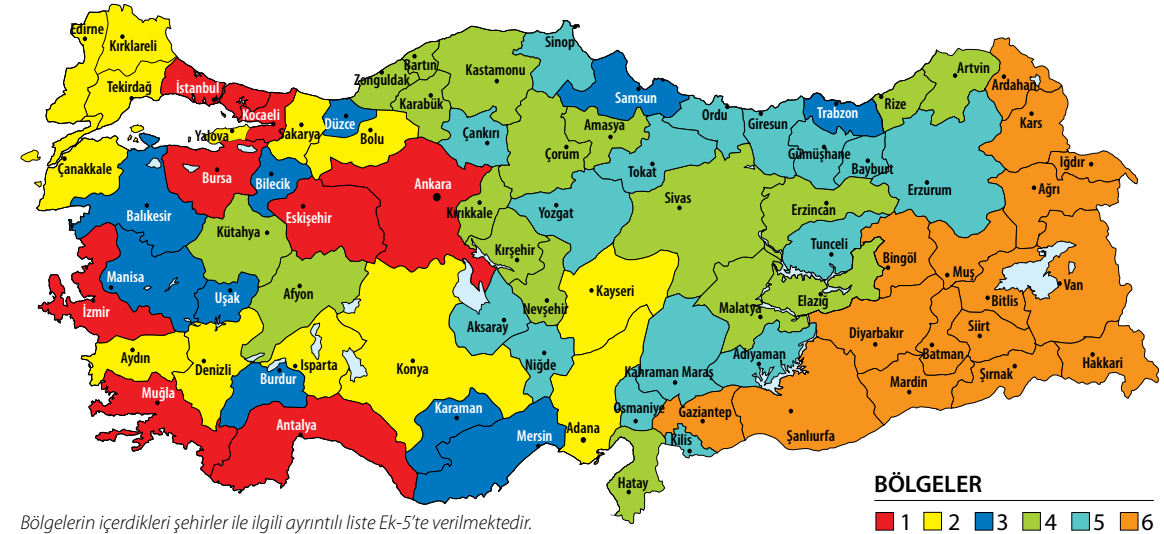 Edirne
Kırklareli
Tekirdağ
İstanbul
Kocaeli
Yalova
Sakarya
Düzce
Bolu
Zonguldak
Bartın
Karabük
Kastamonu
Sinop
Çankırı
Samsun
Amasya
Çorum
Tokat
Ordu
Giresun
Gümüşhane
Trabzon
Bayburt
Rize
Artvin
Ardahan
Kars
Iğdır
Ağrı
Erzurum
Erzincan
Çanakkale
Balıkesir
Bursa
Bilecik
Eskişehir
Ankara
Kırıkkale
Yozgat
Sivas
Kütahya
Kırşehir
Tunceli
Bingöl
Muş
Van
Bitlis
Manisa
İzmir
Uşak
Afyon
Nevşehir
Kayseri
Malatya
Elazığ
Aksaray
Niğde
Diyarbakır
Siirt
Batman
Hakkari
Şırnak
Mardin
Aydın
Denizli
Burdur
Isparta
Konya
Kahraman Maraş
Adıyaman
Muğla
Antalya
Karaman
Mersin
Adana
Osmaniye
Gaziantep
Kilis
Şanlıurfa
Hatay
BÖLGELER
1 2 3 4 5 6
Bölgelerin içerdikleri şehirler ile ilgili ayrıntılı liste Ek-5'te verilmektedir.